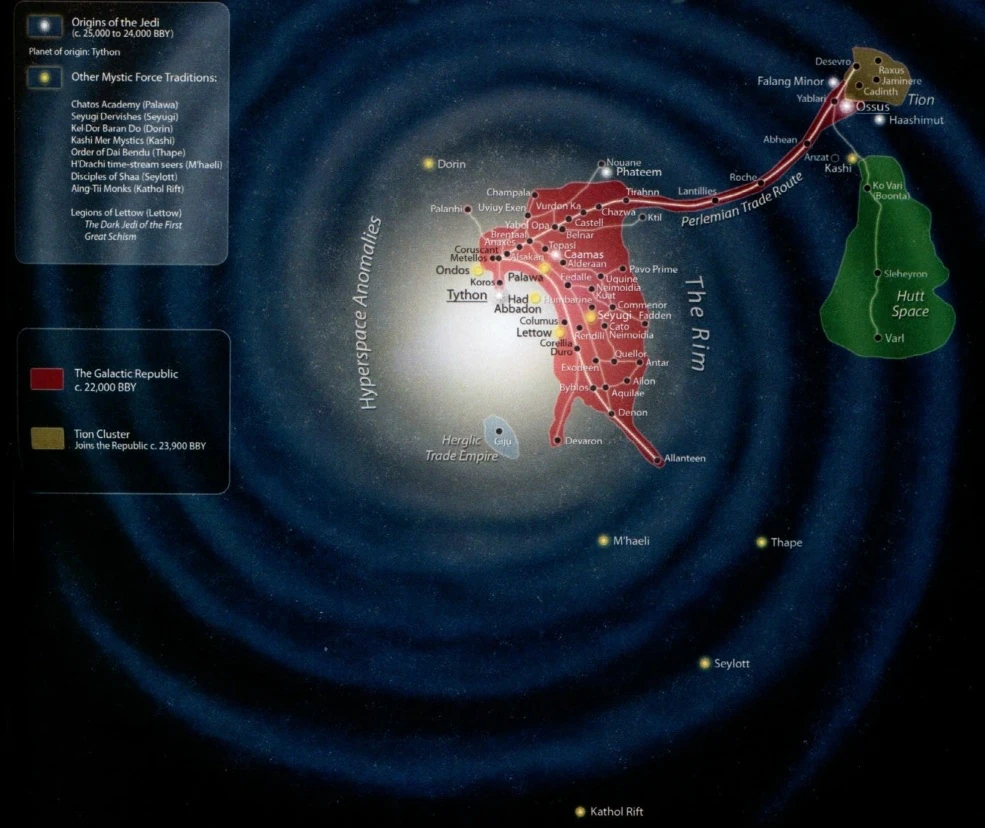 Origins of the Jedi
(c. 25,000 to 24,000 BBY)
Planet of origin: Tython
Other Mystic Force Traditions:
Chatos Academy (Palawa)
Seyugi Dervishes (Seyugi)
Kel Dor Baran Do (Dorin)
Kashi Mer Mystics (Kashi)
Order of Dai Bendu (Thape)
H'Drachi time-stream seers (M'haeli)
Disciples of Shaa (Seylott)
Aing-Tii Monks (Kathol Rift)
Legions of Lettow (Lettow)
The Dark Jedi of the First
Great Schism
The Galactic Republic
c. 22,000 BBY
Tion Cluster
Joins the Republic c. 23,900 BBY
Desevro
Raxus
Falang Minor
Jaminere
Cadinth
Yablari
Tion
Ossus
Haashimut
Abhean
Anzat
Kashi
Dorin
Nouane
Phateem
Roche
Ko Vari
(Boonta)
Champala
Tirahnn
Lantillies
Perlemian Trade Route
Palanhi
Uviuy Exen
Vurdon Ka
Chazwa
Ktil
Yabol Opa
Castell
Brentaal
Belnar
Anaxes
Tepasi
Coruscant
Alsakan
Caamas
Metellos
Alderaan
Ondos
Palawa
Pavo Prime
Koros
Fedalle
Uquine
Neimoidia
Tython
Had
Abbadon
Humbarine
Kuat
Commenor
Seyugi
Fadden
Columus
Cato
Neimoidia
Lettow
Rendili
Corellia
Duro
Quellor
Exodeen
Antar
Byblos
Allon
Aquilae
Denon
Devaron
Allanteen
Hyperspace Anomalies
The Rim
Herglic
Trade Empire
Giju
Sleheyron
Hutt
Space
Varl
M'haeli
Thape
Seylott
Kathol Rift